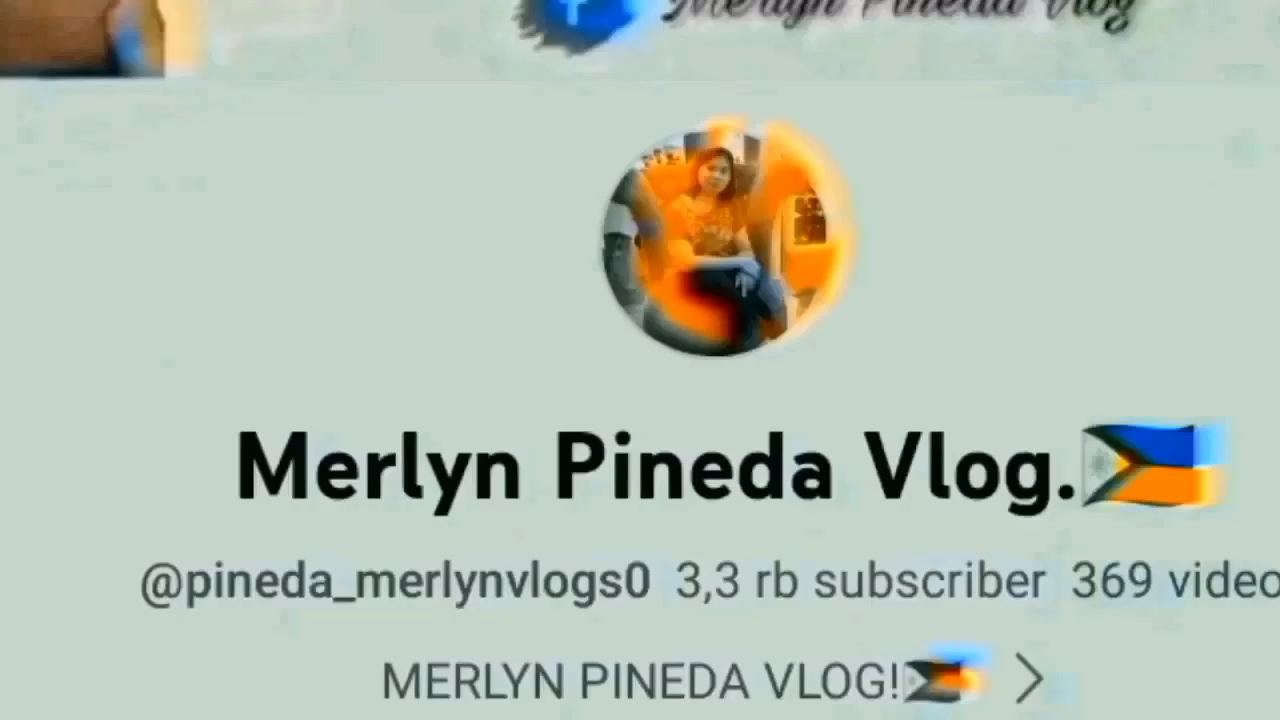 Merlyn Pineda Vlog
Merlyn Pineda Vlog.🇵🇭
@pineda_merlynvlogs0 3,3 rb subscriber 369 video
MERLYN PINEDA VLOG!🇵🇭